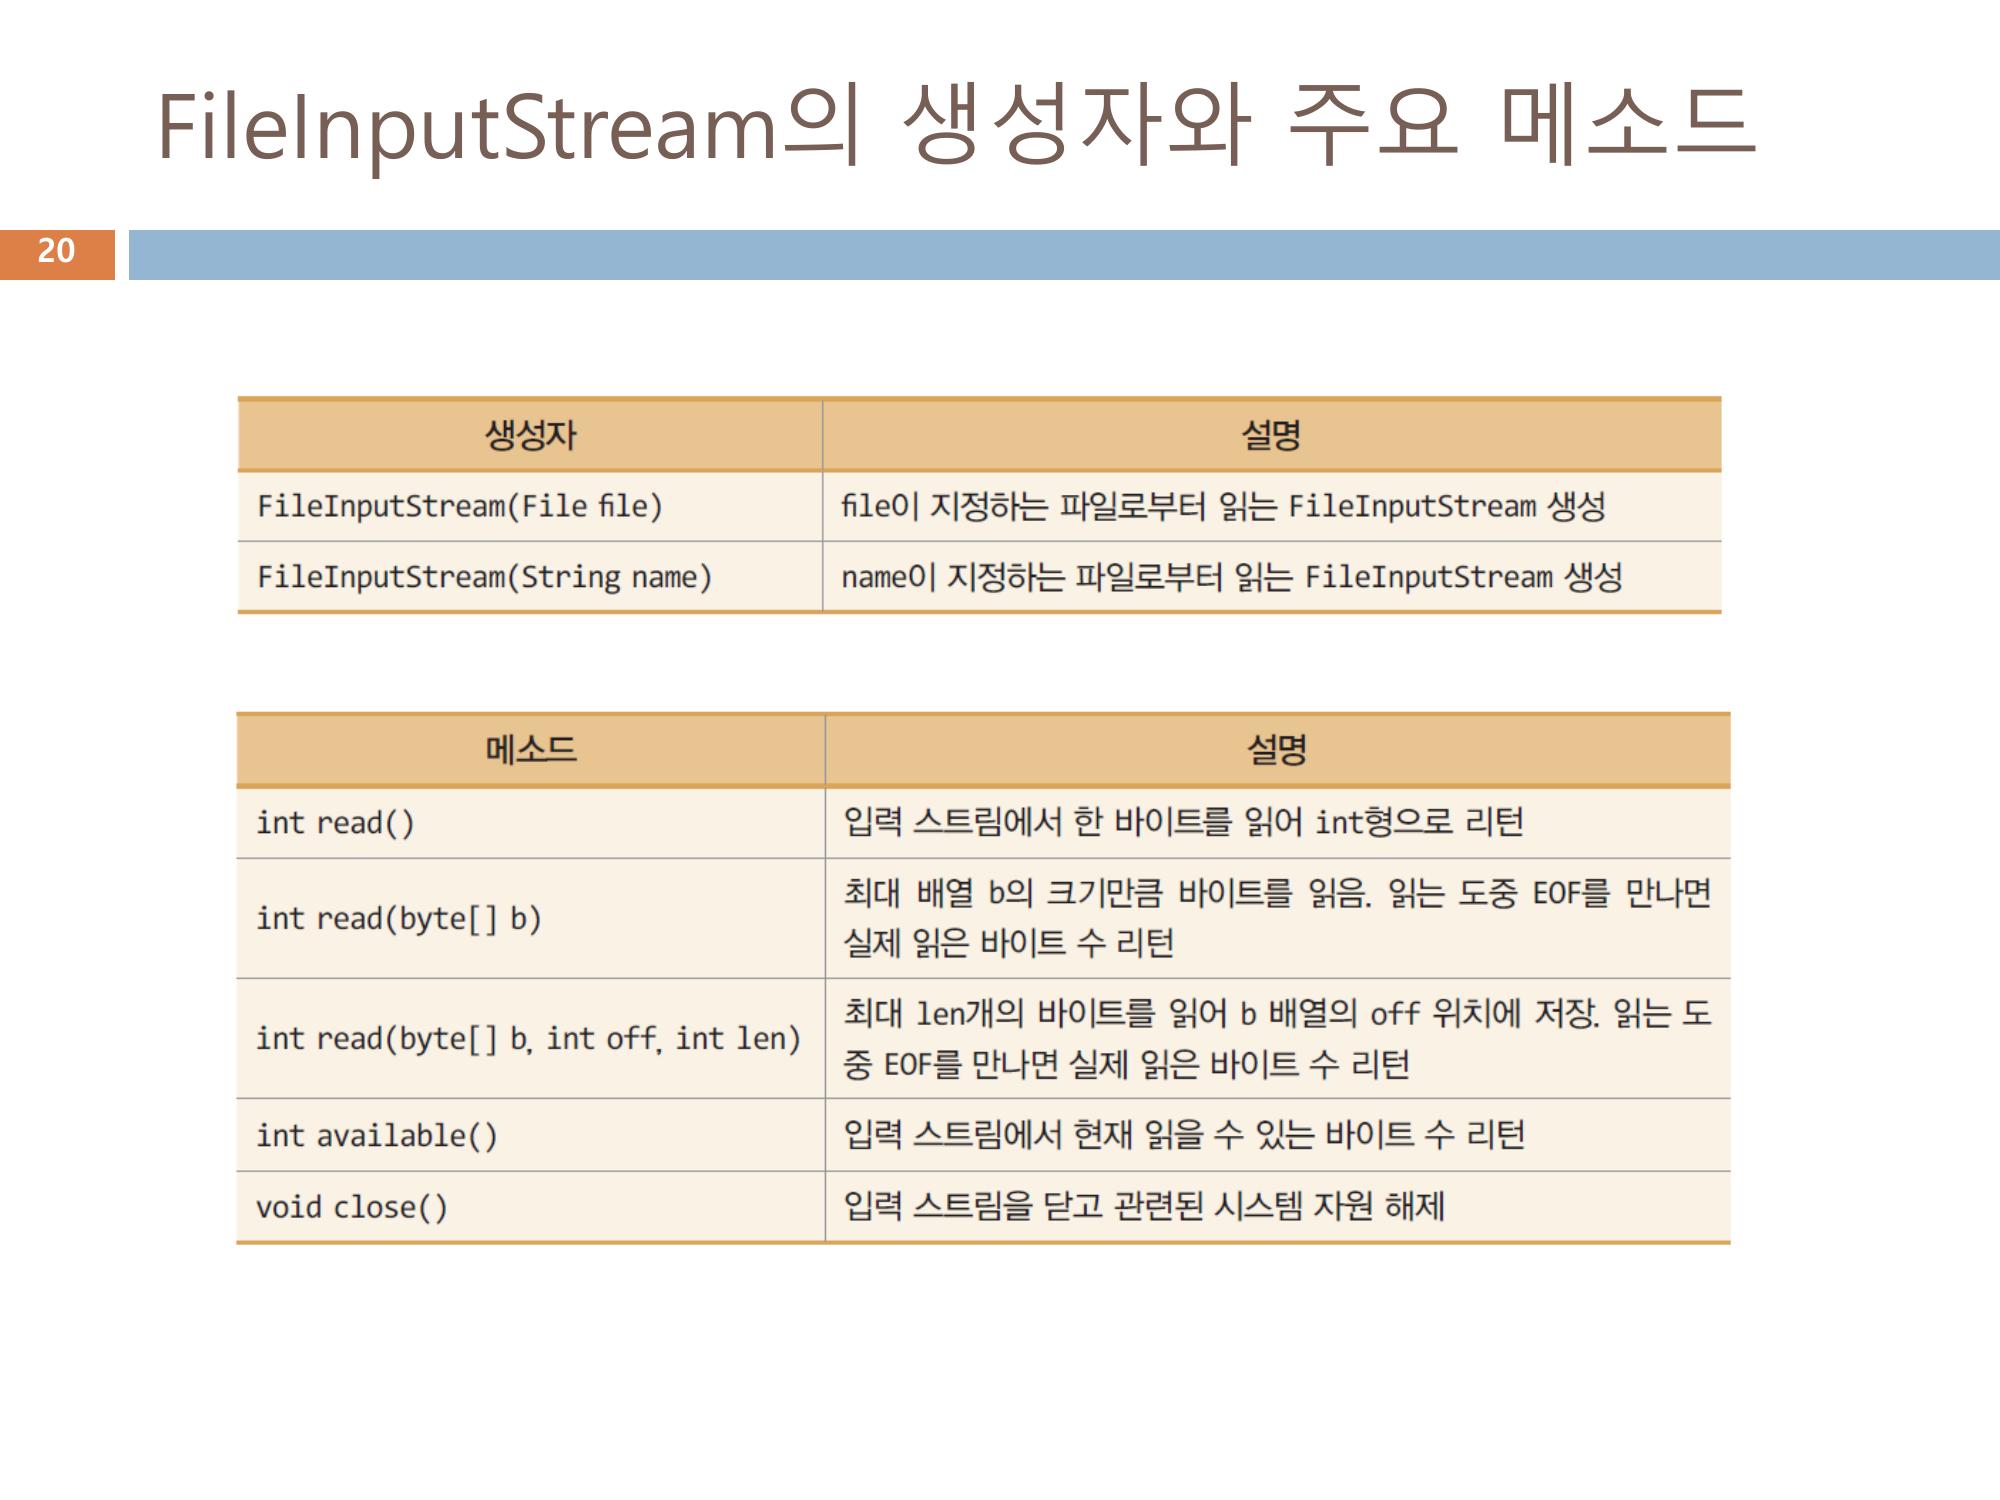 FileInputStream의 생성자와 주요 메소드
20
생성자 설명
FileInputStream(File file) file이 지정하는 파일로부터 읽는 FileInputStream 생성
FileInputStream(String name) name이 지정하는 파일로부터 읽는 FileInputStream 생성
메소드 설명
int read() 입력 스트림에서 한 바이트를 읽어 int형으로 리턴
int read(byte[] b) 최대 배열 b의 크기만큼 바이트를 읽음. 읽는 도중 EOF를 만나면
실제 읽은 바이트 수 리턴
int read(byte[] b, int off, int len) 최대 len개의 바이트를 읽어 b 배열의 off 위치에 저장. 읽는 도
중 EOF를 만나면 실제 읽은 바이트 수 리턴
int available() 입력 스트림에서 현재 읽을 수 있는 바이트 수 리턴
void close() 입력 스트림을 닫고 관련된 시스템 자원 해제